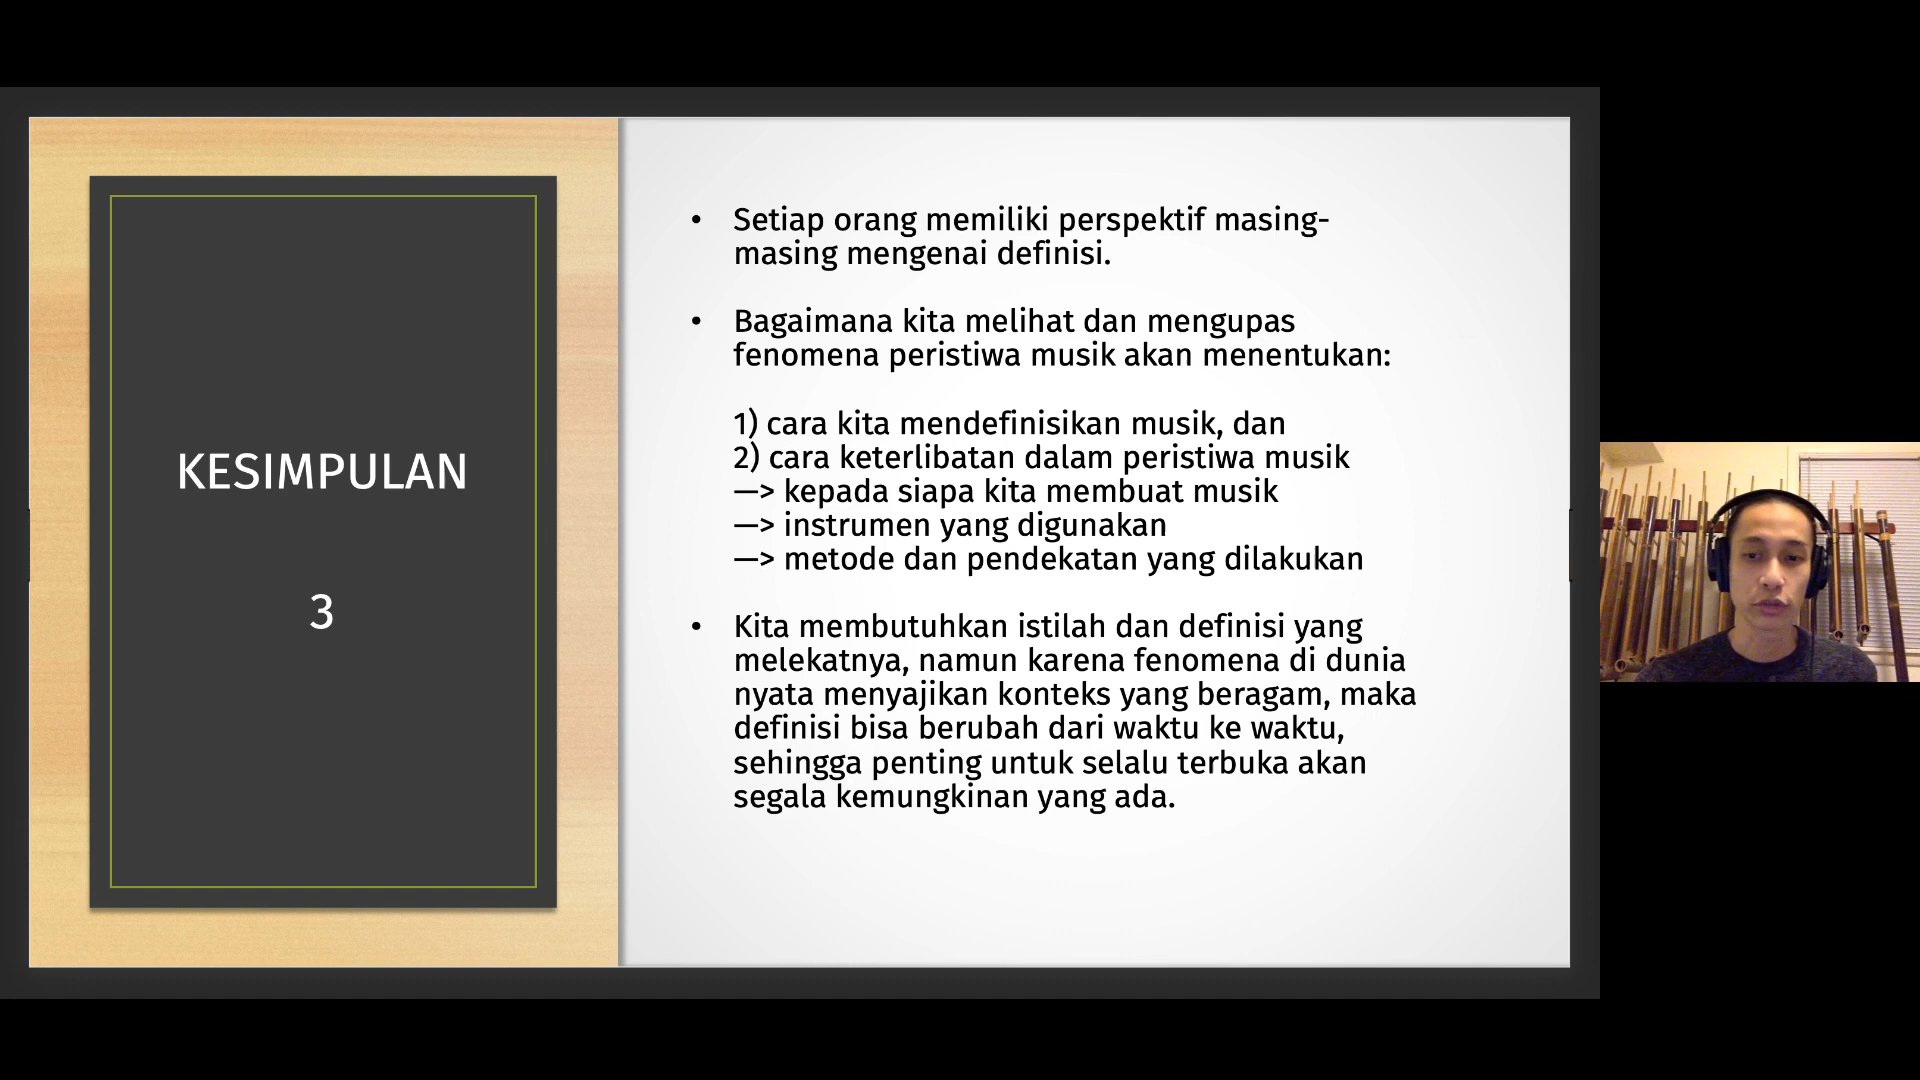 KESIMPULAN
3
• Setiap orang memiliki perspektif masing-
masing mengenai definisi.
• Bagaimana kita melihat dan mengupas
fenomena peristiwa musik akan menentukan:
1) cara kita mendefinisikan musik, dan
2) cara keterlibatan dalam peristiwa musik
—> kepada siapa kita membuat musik
—> instrumen yang digunakan
—> metode dan pendekatan yang dilakukan
• Kita membutuhkan istilah dan definisi yang
melekatnya, namun karena fenomena di dunia
nyata menyajikan konteks yang beragam, maka
definisi bisa berubah dari waktu ke waktu,
sehingga penting untuk selalu terbuka akan
segala kemungkinan yang ada.